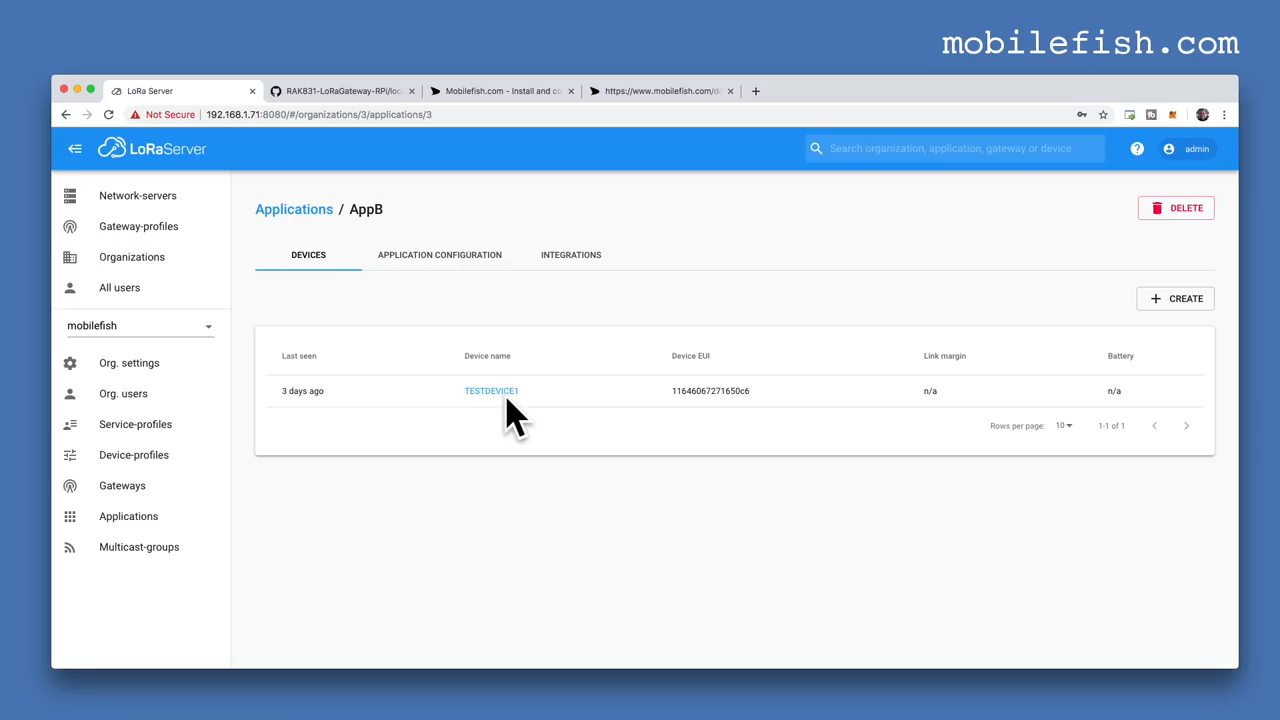 mobilefish.com
LoRa Server
RAK831-LoRaGateway-RPi/loc
Mobilefish.com - Install and co
https://www.mobilefish.com/de
Not Secure 192.168.1.71:8080/#/organizations/3/applications/3
LoRaServer
Search organization, application, gateway or device
? admin
Network-servers
Gateway-profiles
Organizations
All users
mobilefish
Org. settings
Org. users
Service-profiles
Device-profiles
Gateways
Applications
Multicast-groups
Applications / AppB
DELETE
DEVICES APPLICATION CONFIGURATION INTEGRATIONS
+ CREATE
Last seen Device name Device EUI Link margin Battery
3 days ago TESTDEVICE1 11646067271650c6 n/a n/a
Rows per page: 10 1-1 of 1